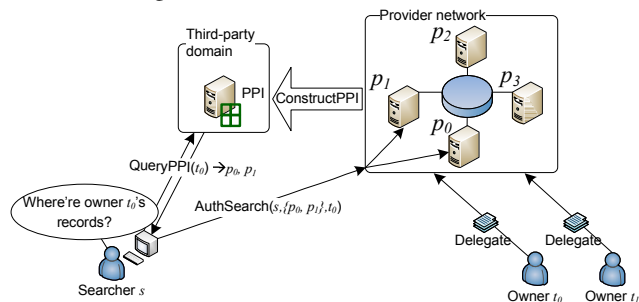 Provider network
Third-party
domain
p2
PPI
ConstructPPI
p1
p3
p0
QueryPPI(t0) →p0, p1
Where're owner t0's
records?
AuthSearch(s,{p0, p1},t0)
Delegate
Delegate
Searcher s
Owner t0
Owner t1